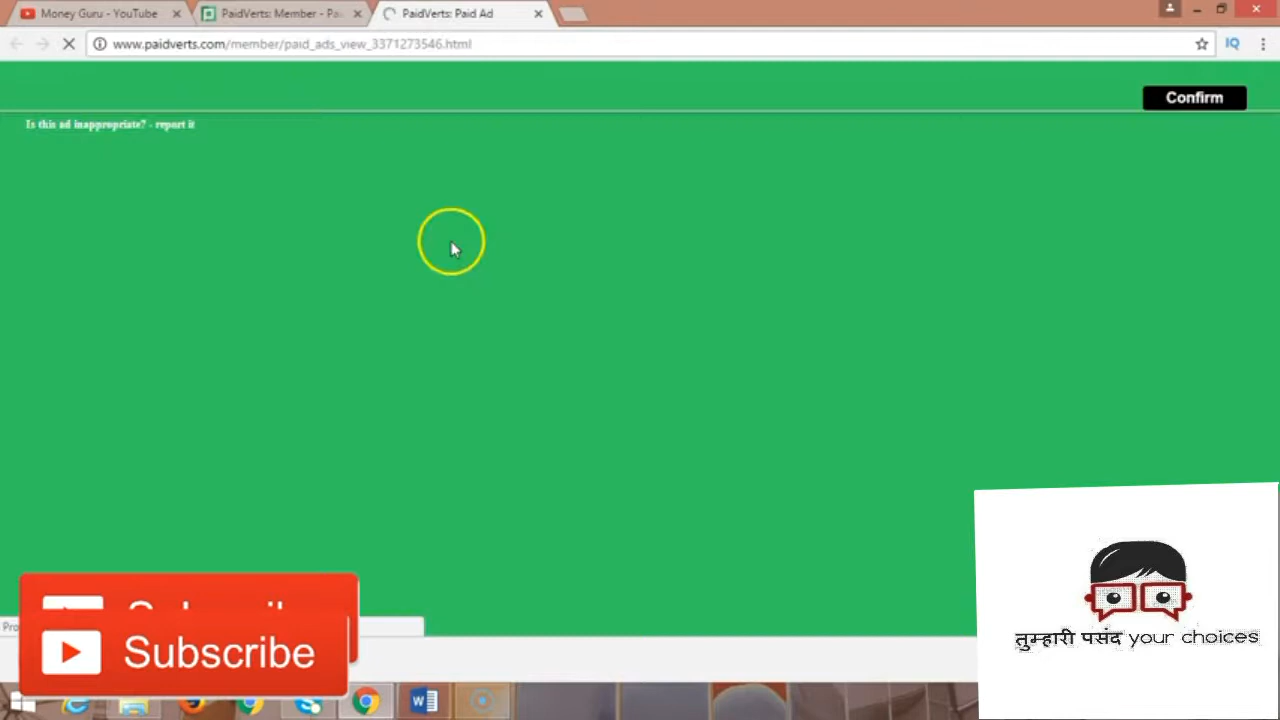 Money Guru - YouTube
PaidVerts: Member - Pa
PaidVerts: Paid Ad
www.paidverts.com/member/paid_ads_view_3371273546.html
IQ
Confirm
Is this ad inappropriate? - report it
Subscribe
तुम्हारी पसंद your choices